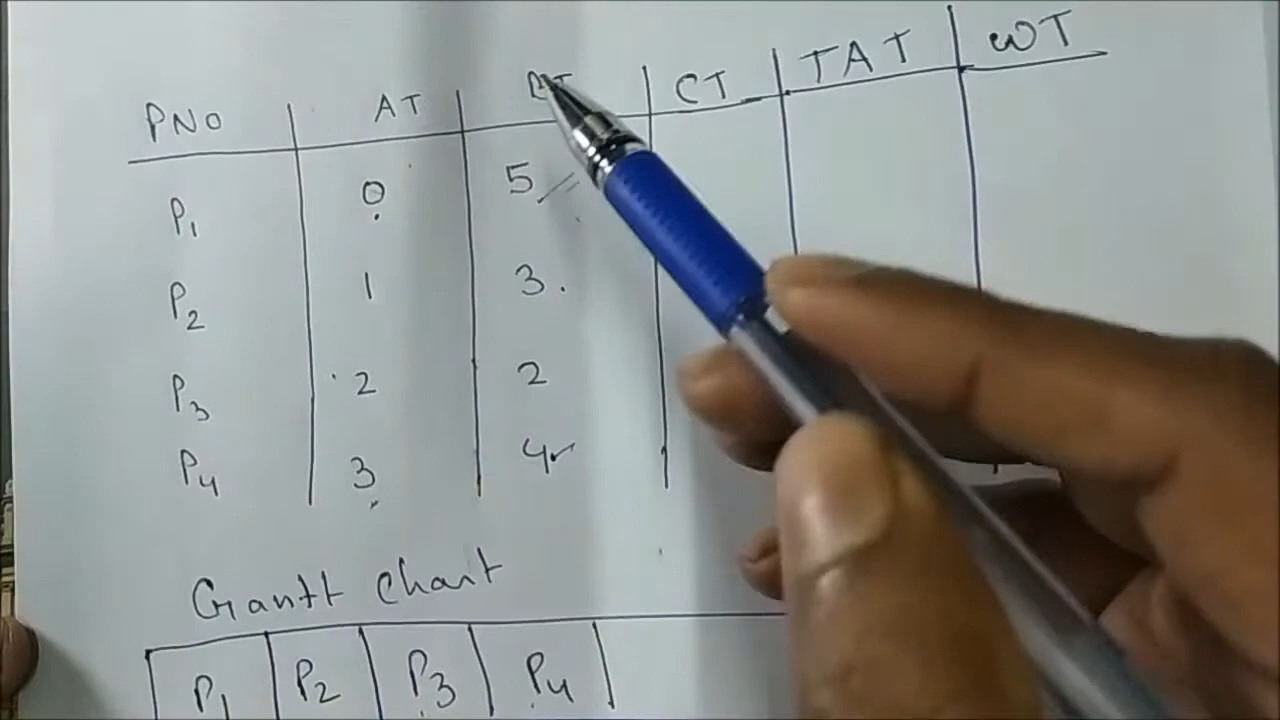 PNO AT CT TAT WT
P1 0 5
P2 1 3.
P3 2 2
P4 3 4
Gantt Chart
P1 P2 P3 P4